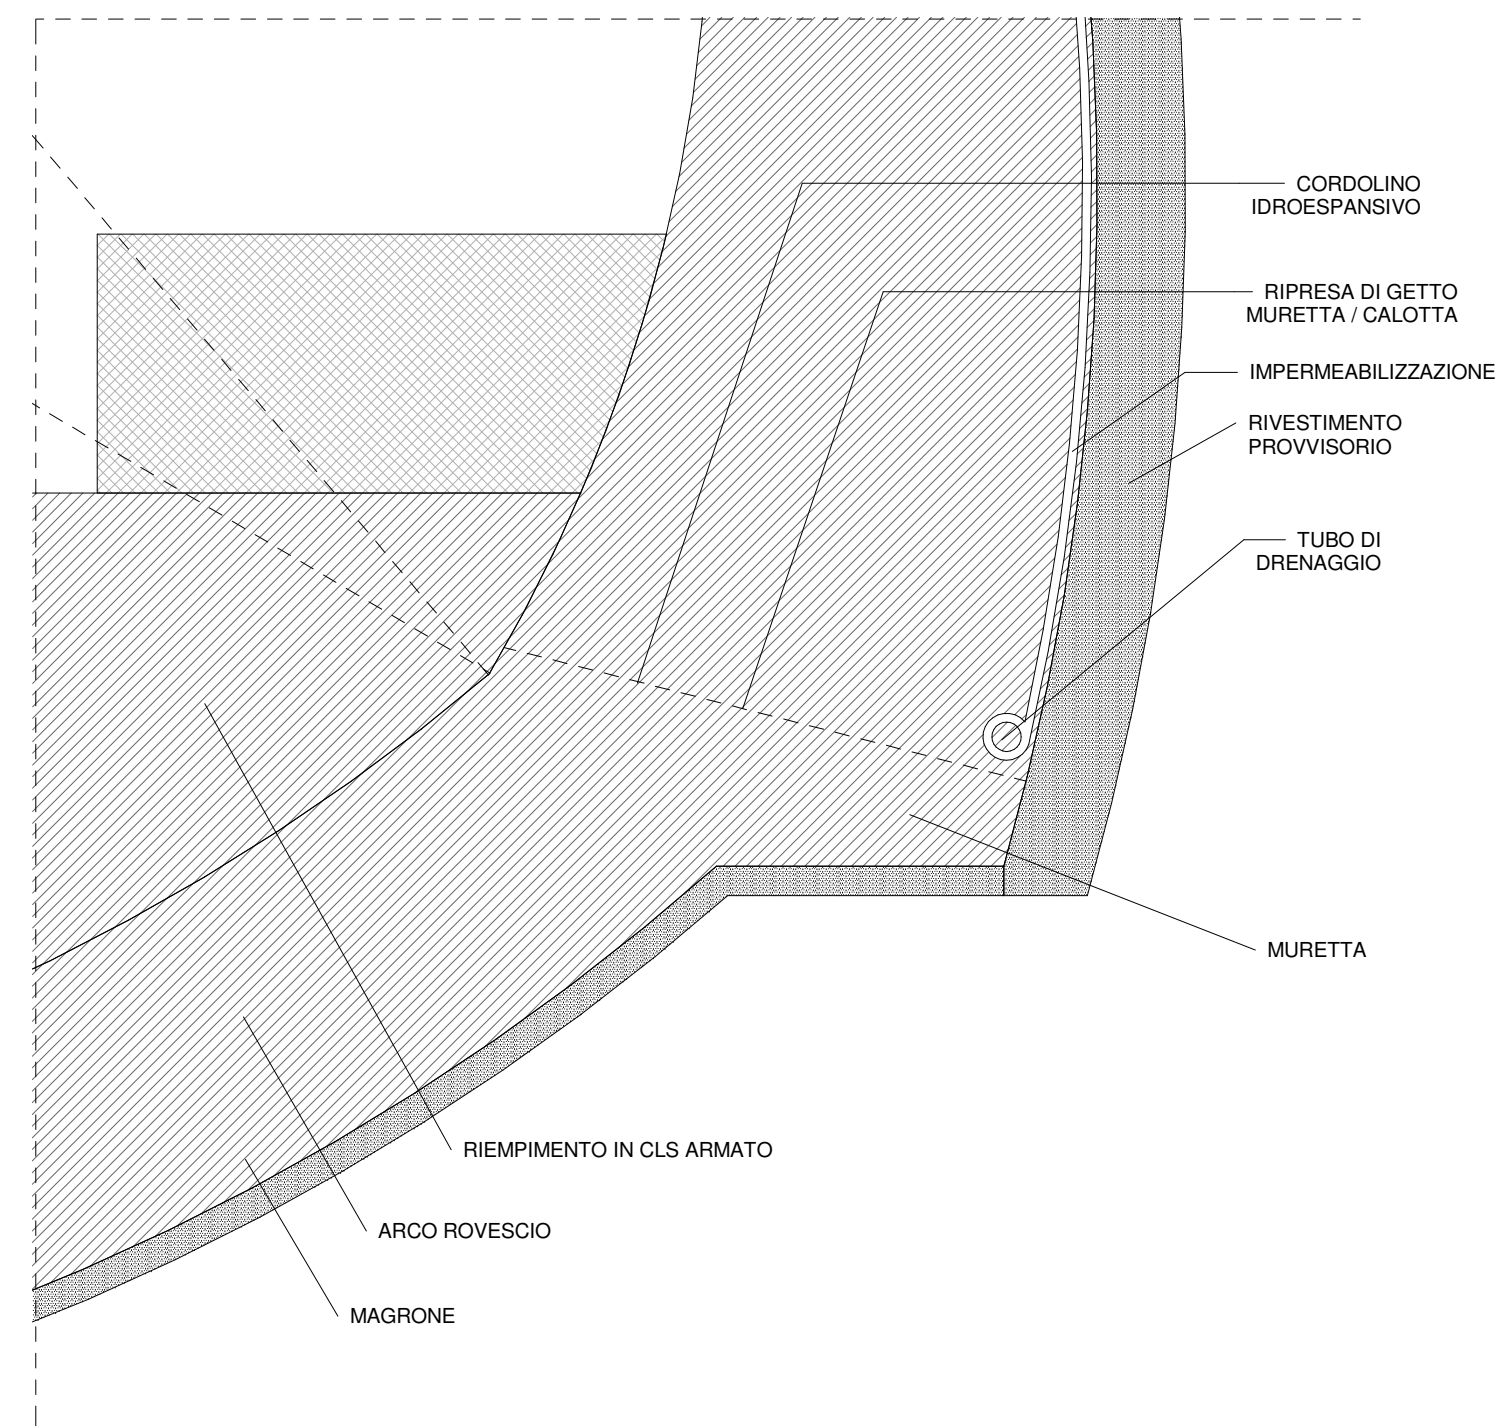 CORDOLINO
IDROESPANSIVO
RIPRESA DI GETTO
MURETTA / CALOTTA
IMPERMEABILIZZAZIONE
RIVESTIMENTO
PROVVISORIO
TUBO DI
DRENAGGIO
MURETTA
RIEMPIMENTO IN CLS ARMATO
ARCO ROVESCIO
MAGRONE